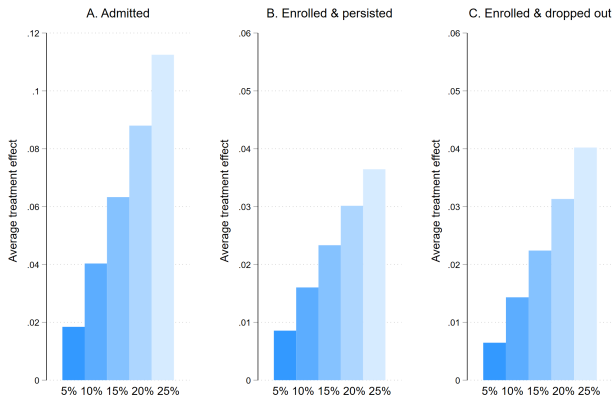 A. Admitted
Average treatment effect
.12
.1
.08
.06
.04
.02
0
5% 10% 15% 20% 25%
B. Enrolled & persisted
Average treatment effect
.06
.05
.04
.03
.02
.01
0
5% 10% 15% 20% 25%
C. Enrolled & dropped out
Average treatment effect
.06
.05
.04
.03
.02
.01
0
5% 10% 15% 20% 25%